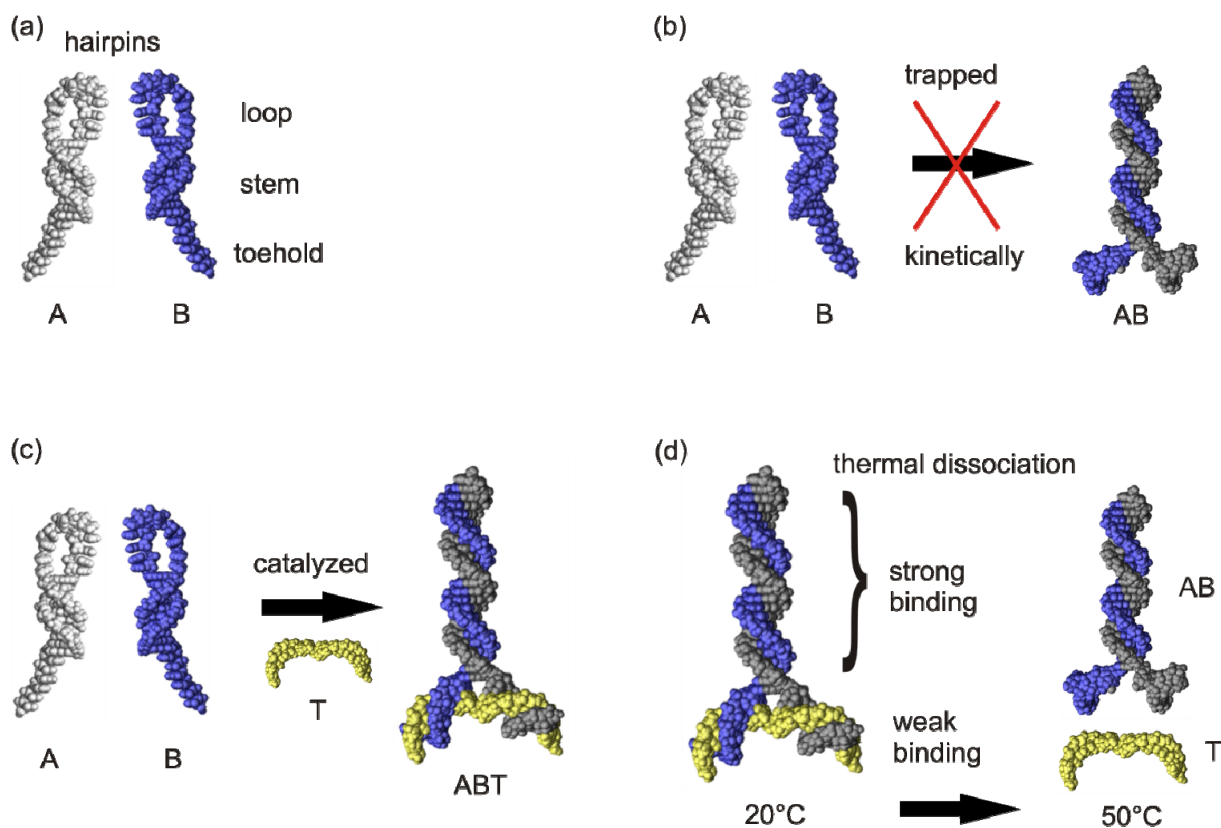 (a)
hairpins
loop
stem
toehold
A B
(b)
trapped
kinetically
A B AB
(c)
catalyzed
T
A B ABT
(d)
thermal dissociation
strong
binding
AB
weak
binding
T
20°C 50°C